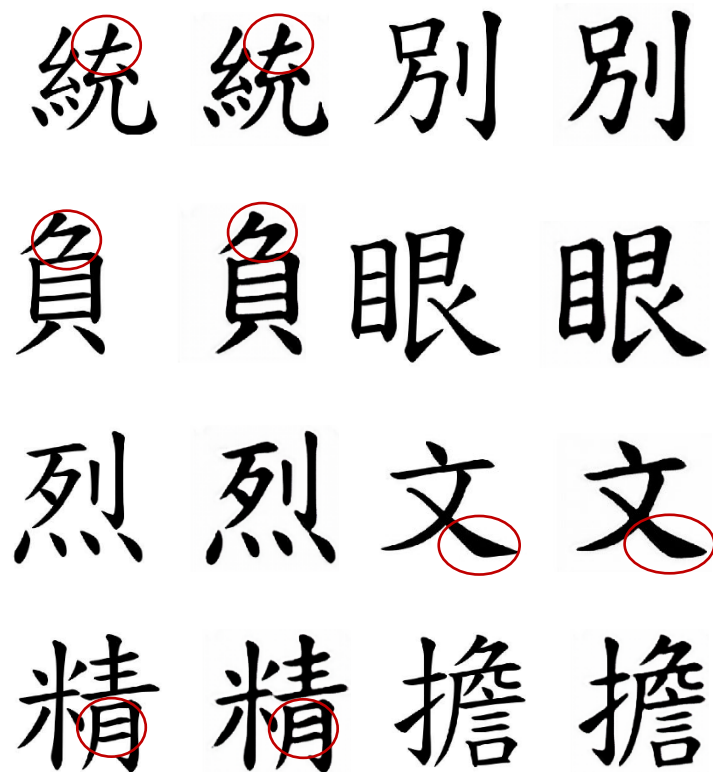 統 統 別 別
負 負 眼 眼
烈 烈 文 文
精 精 擔 擔